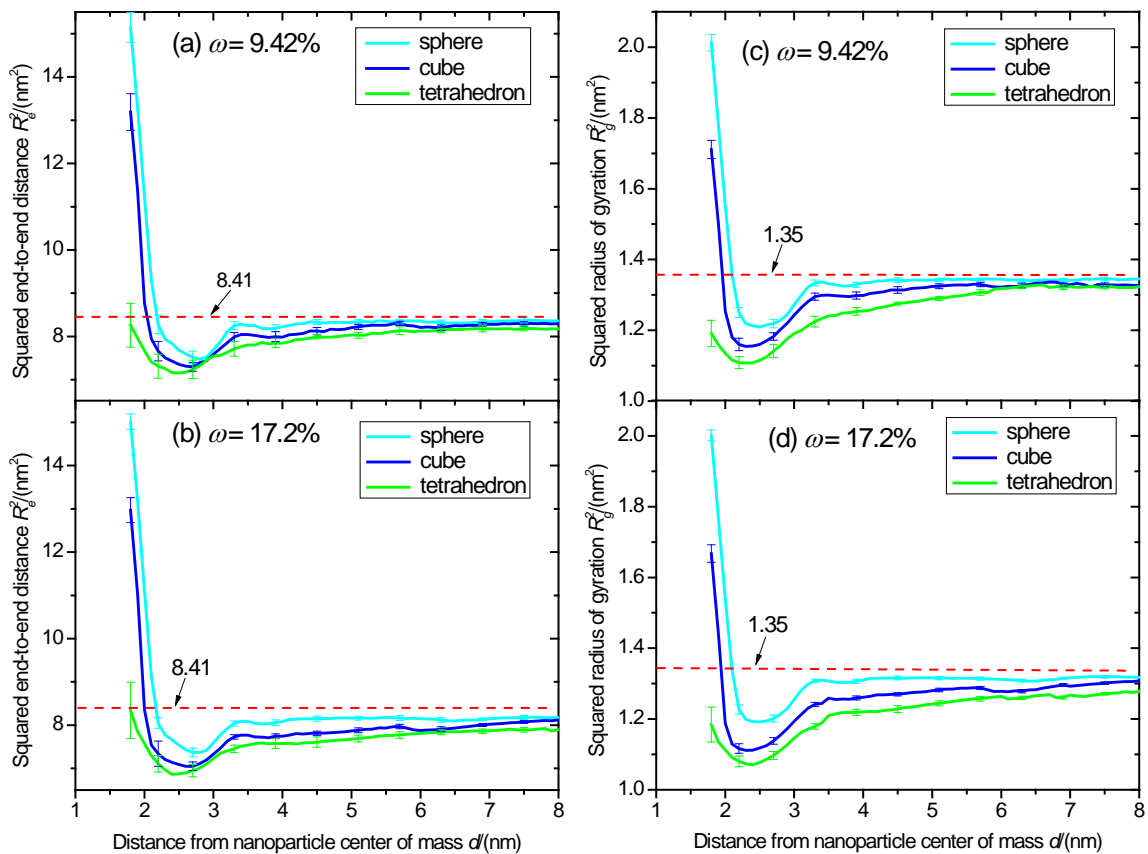 (a) ω= 9.42%
sphere
cube
tetrahedron
8.41
Squared end-to-end distance R_e^2/(nm^2)
14
12
10
8
(c) ω= 9.42%
sphere
cube
tetrahedron
1.35
Squared radius of gyration R_g^2/(nm^2)
2.0
1.8
1.6
1.4
1.2
1.0
(b) ω= 17.2%
sphere
cube
tetrahedron
8.41
Squared end-to-end distance R_e^2/(nm^2)
14
12
10
8
1 2 3 4 5 6 7 8
Distance from nanoparticle center of mass d/(nm)
(d) ω= 17.2%
sphere
cube
tetrahedron
1.35
Squared radius of gyration R_g^2/(nm^2)
2.0
1.8
1.6
1.4
1.2
1.0
1 2 3 4 5 6 7 8
Distance from nanoparticle center of mass d/(nm)